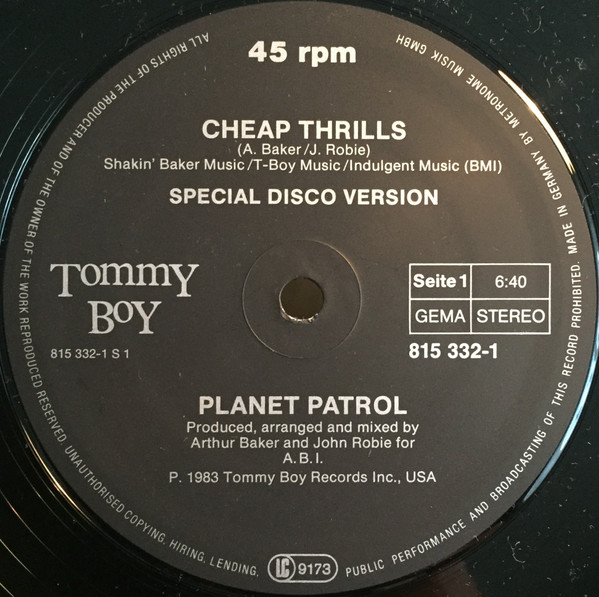 45 rpm
CHEAP THRILLS
(A. Baker/J. Robie)
Shakin' Baker Music/T-Boy Music/Indulgent Music (BMI)
SPECIAL DISCO VERSION
Tommy
Boy
815 332-1 S 1
Seite 1 6:40
GEMA STEREO
815 332-1
PLANET PATROL
Produced, arranged and mixed by
Arthur Baker and John Robie for
A.B.I.
P. 1983 Tommy Boy Records Inc., USA
ALL RIGHTS OF THE PRODUCER AND OF THE OWNER OF THE WORK REPRODUCED RESERVED. UNAUTHORISED COPYING, HIRING, LENDING, PUBLIC PERFORMANCE AND BROADCASTING OF THIS RECORD PROHIBITED. MADE IN GERMANY BY METRONOME MUSIK GMBH
LC 9173